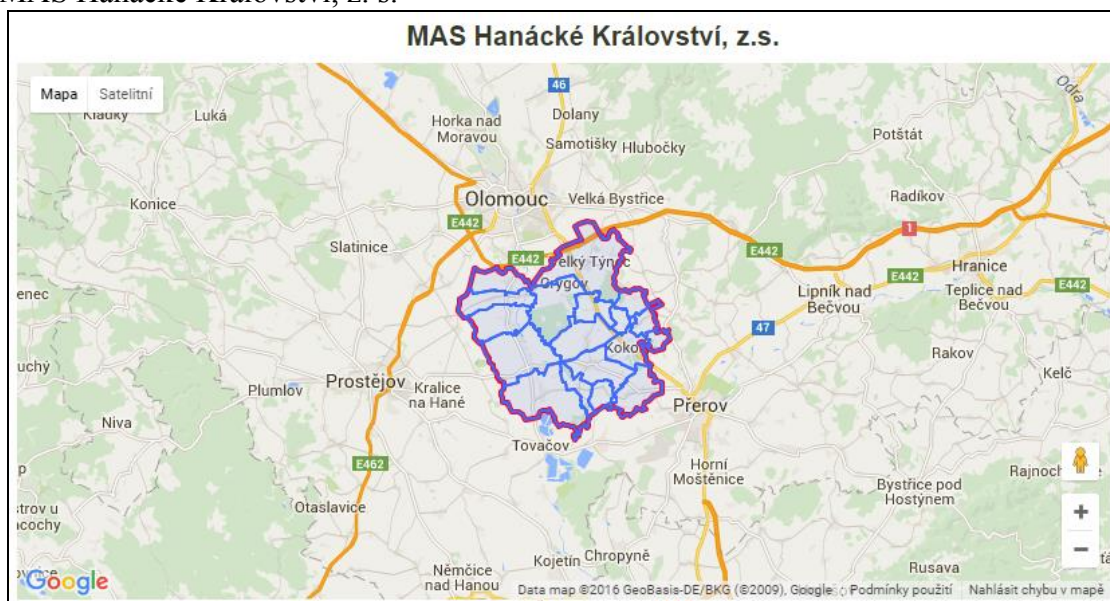 MAS Hanácké Království, z. s.
MAS Hanácké Království, z.s.
Mapa Satelitní
Luká
Horka nad
Moravou
46
Dolany
Samotišky
Hlubočky
Potštát
Odra
Konice
Olomouc
Velká Bystřice
Radíkov
E442
Slatinice
E442
1
E442
Velký Týnec
Grygov
Hranice
E442
E442
Teplice nad
Bečvou
Lipník nad
Bečvou
47
Rakov
Kelč
Prostějov
Plumlov
Kralice
na Hané
Přerov
Niva
Tovačov
E462
Horní
Moštěnice
Bystřice pod
Hostýnem
Otaslavice
Kojetín
Chropyně
Němčice
nad Hanou
Rusava
Google
Data map ©2016 GeoBasis-DE/BKG (©2009), Google Podmínky použití Nahlásit chybu v mapě